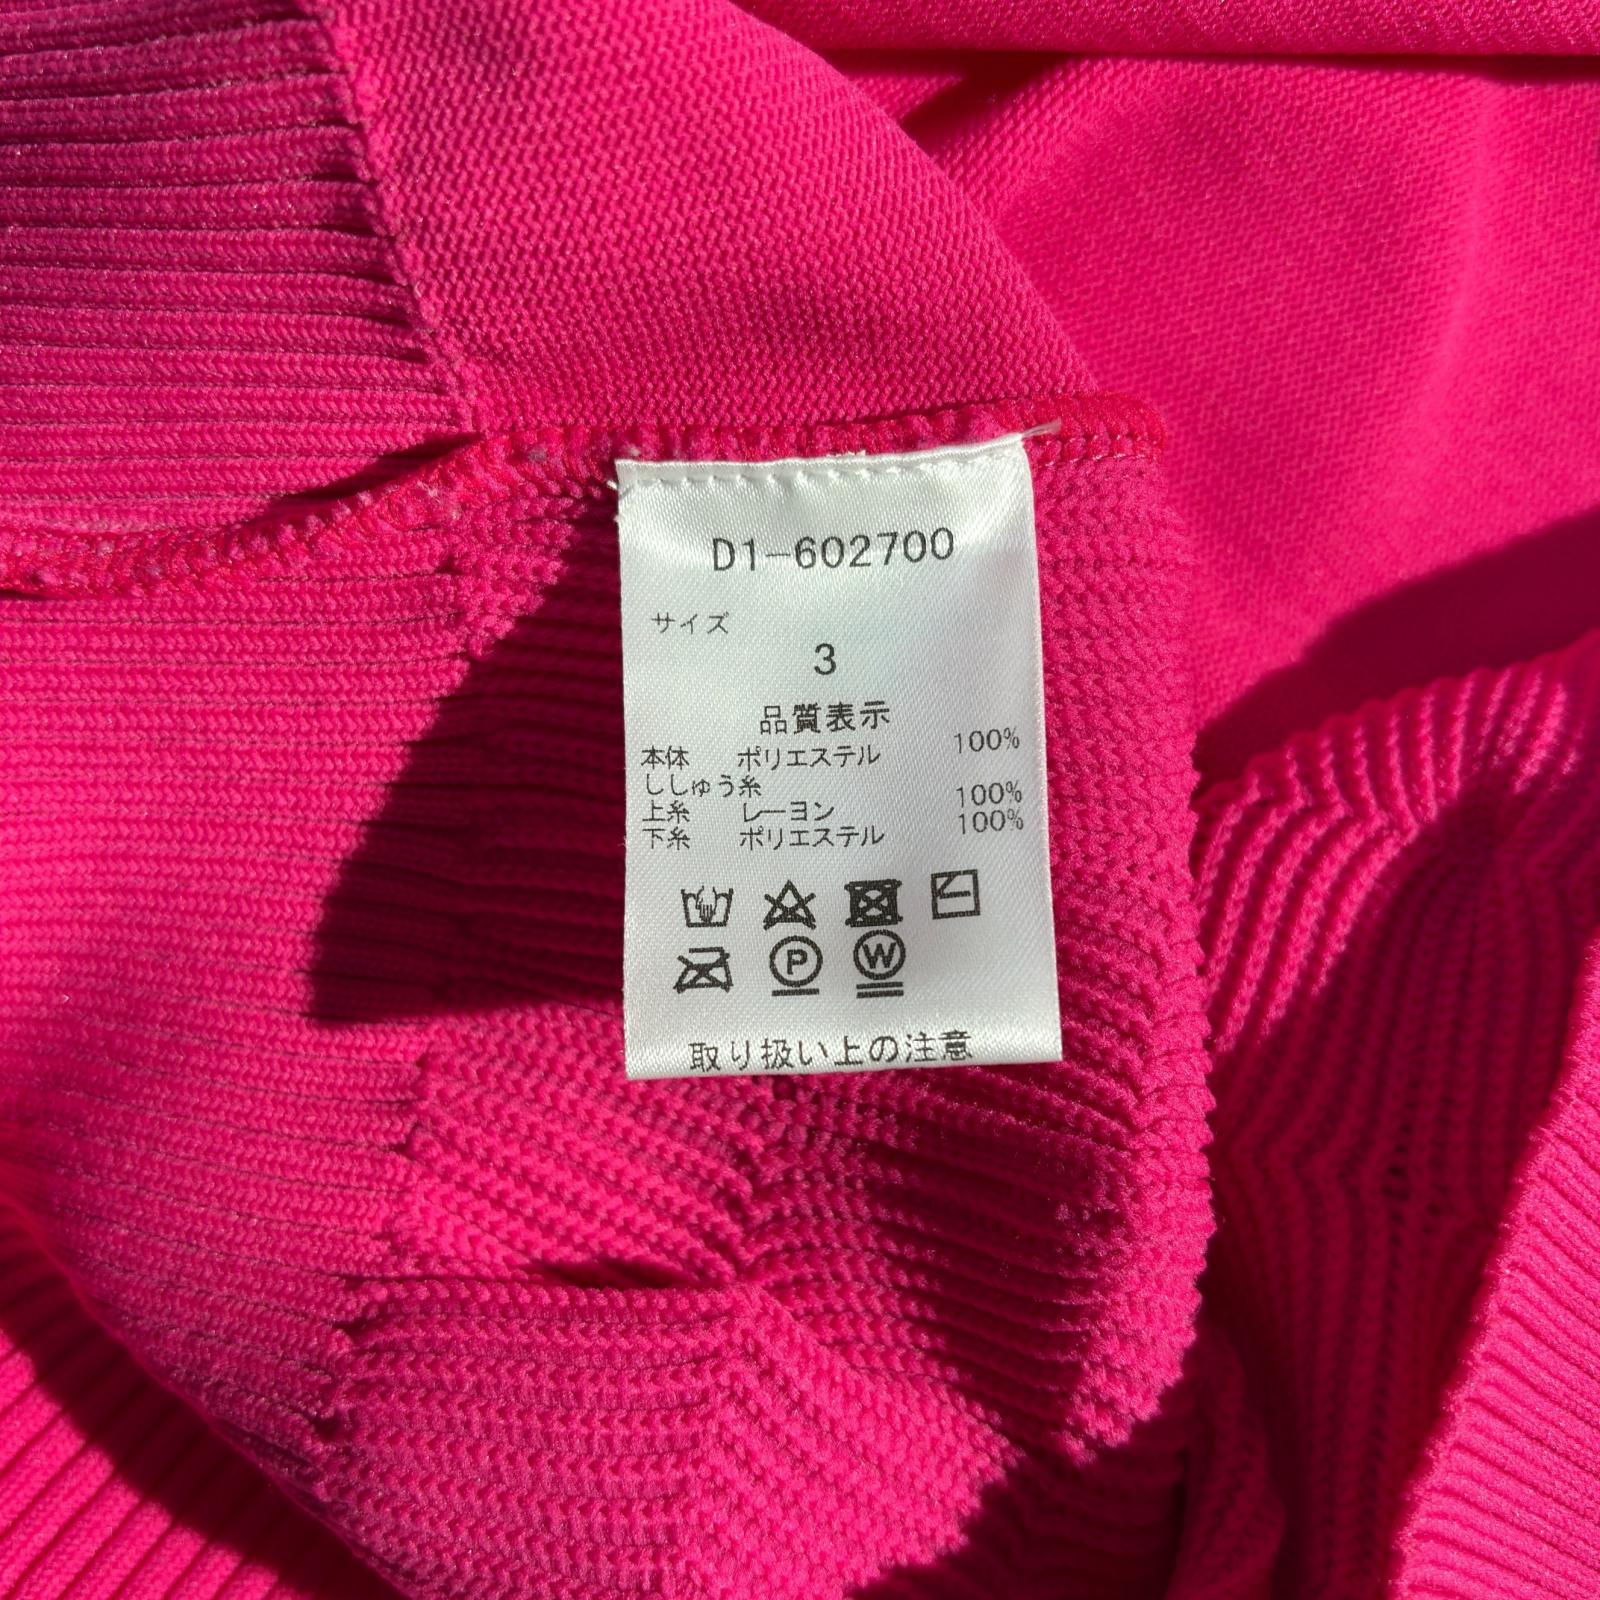 D1-602700
サイズ
3
品質表示
本体 ポリエステル 100%
ししゅう糸
上糸 レーヨン 100%
下糸 ポリエステル 100%
P W
取り扱い上の注意